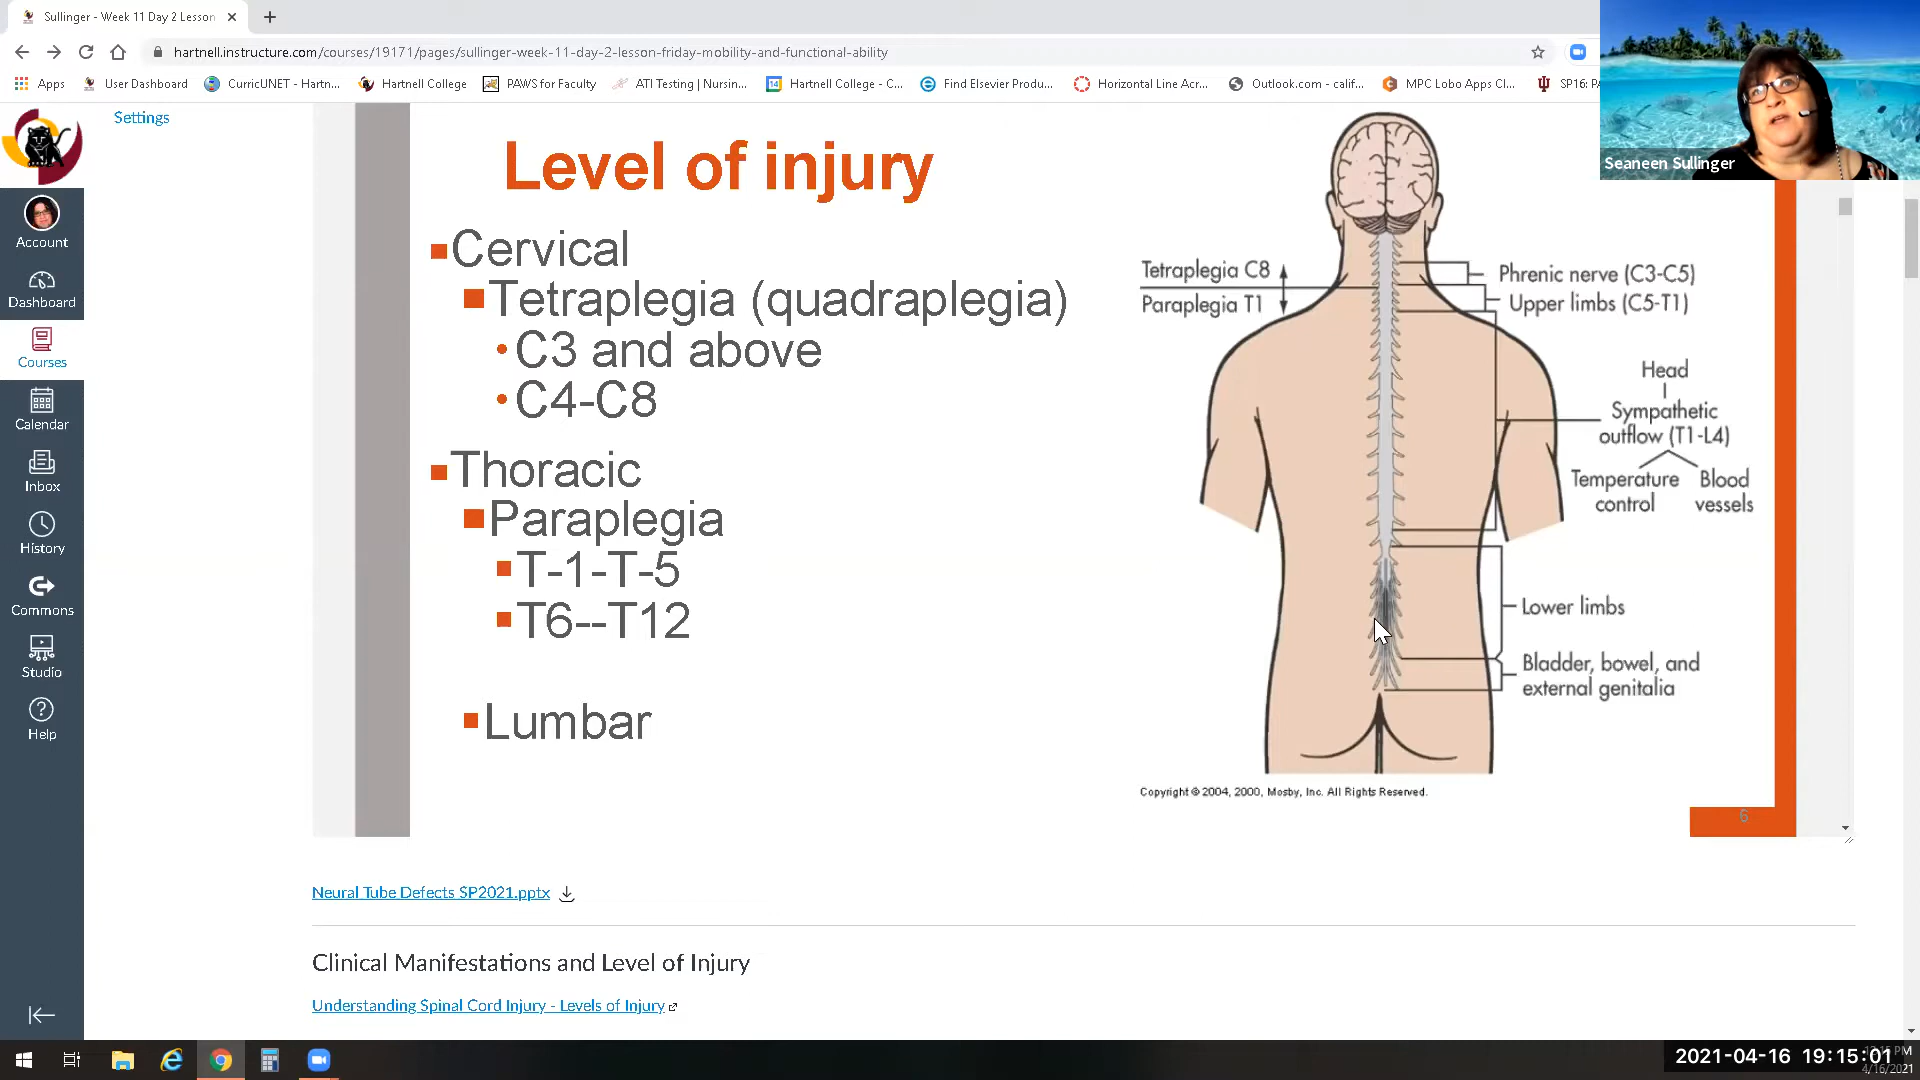 Sullinger - Week 11 Day 2 Lesson
hartnell.instructure.com/courses/19171/pages/sullinger-week-11-day-2-lesson-friday-mobility-and-functional-ability
Apps
User Dashboard
CurricUNET - Hartn...
Hartnell College
PAWS for Faculty
ATI Testing | Nursin...
14
Hartnell College - C...
Find Elsevier Produ...
Horizontal Line Acr...
Outlook.com - calif...
MPC Lobo Apps Cl...
SP16:
Seaneen Sullinger
Settings
Account
Dashboard
Courses
Calendar
Inbox
History
Commons
Studio
Help
Level of injury
Cervical
Tetraplegia (quadraplegia)
C3 and above
C4-C8
Thoracic
Paraplegia
T-1-T-5
T6--T12
Lumbar
Tetraplegia C8
Paraplegia T1
Phrenic nerve (C3-C5)
Upper limbs (C5-T1)
Head
Sympathetic
outflow (T1-L4)
Temperature
control
Blood
vessels
Lower limbs
Bladder, bowel, and
external genitalia
Copyright © 2004, 2000, Mosby, Inc. All Rights Reserved.
6
Neural Tube Defects SP2021.pptx
Clinical Manifestations and Level of Injury
Understanding Spinal Cord Injury - Levels of Injury
2021-04-16 19:15:01
4/16/2021